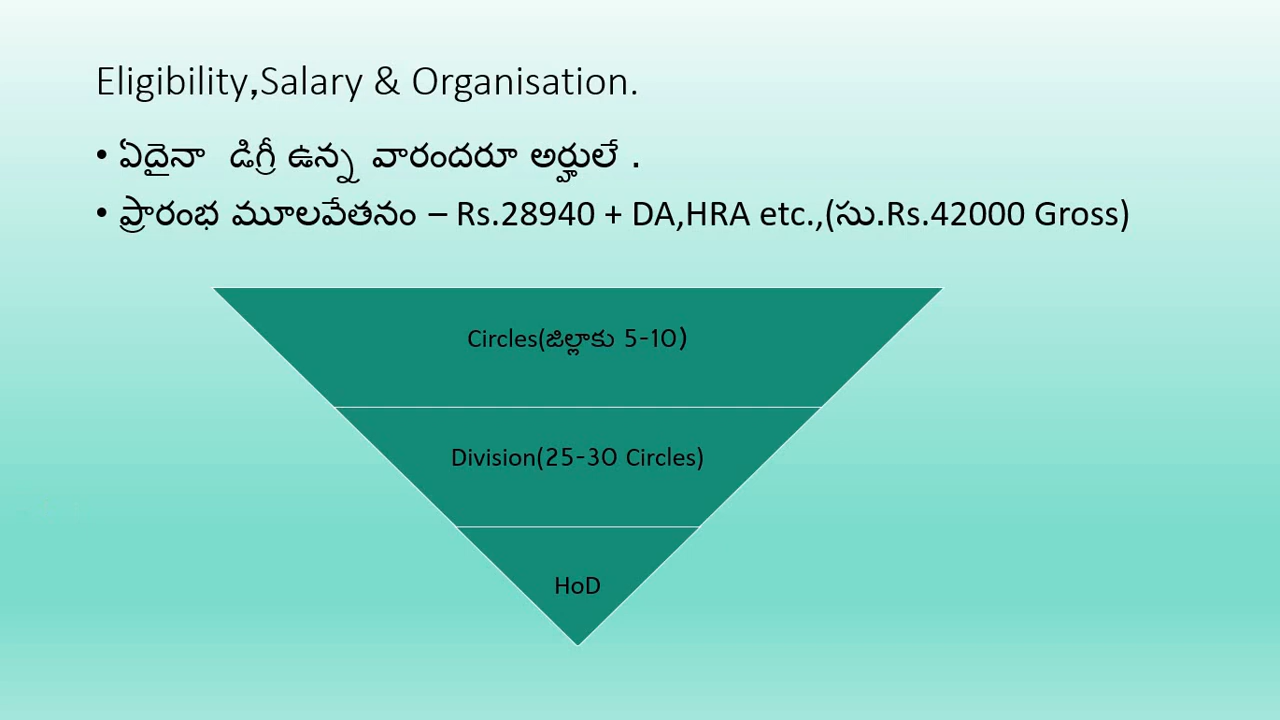 Eligibility,Salary & Organisation.
• ఏదైనా డిగ్రీ ఉన్న వారందరూ అర్హులే .
• ప్రారంభ మూలవేతనం – Rs.28940 + DA,HRA etc.,(సు.Rs.42000 Gross)
Circles(జిల్లాకు 5-10)
Division(25-30 Circles)
HoD